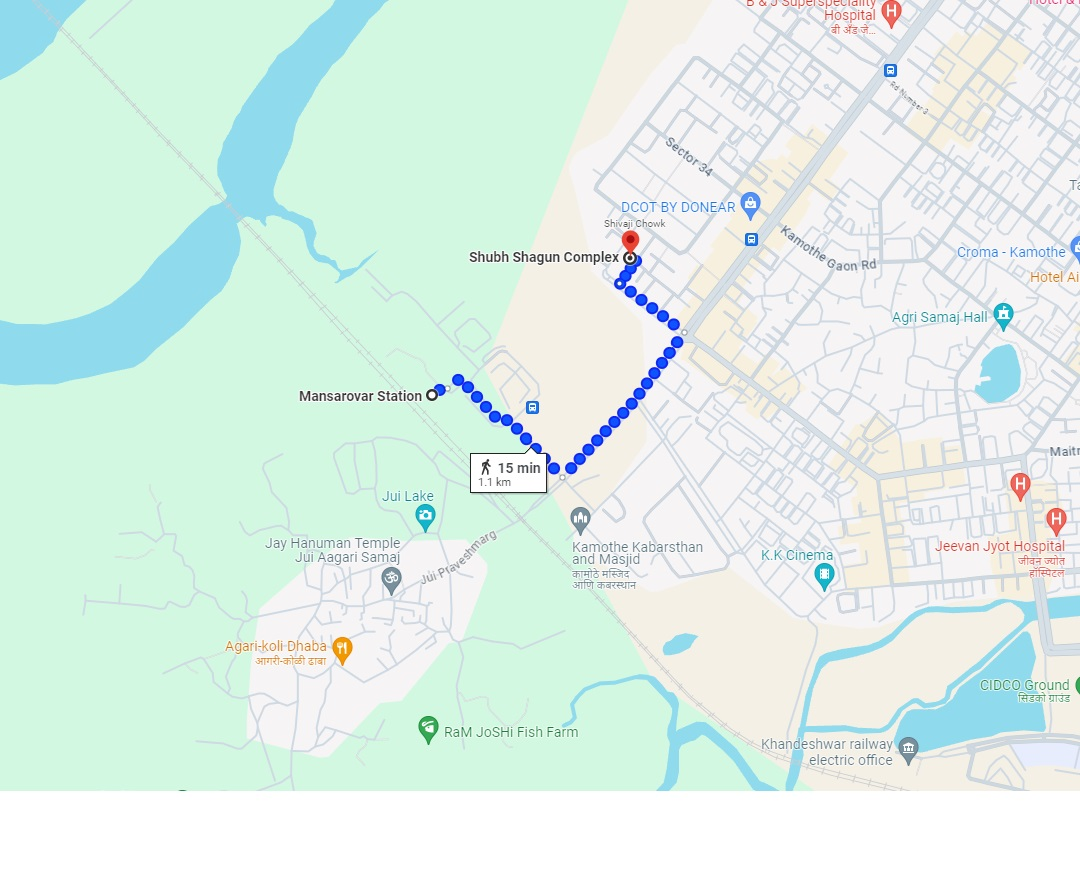 B & J Superspeciality
Hospital
बी अँड जे...
Rd Number 3
Sector 34
DCOT BY DONEAR
Shivaji Chowk
Shubh Shagun Complex
Kamothe Gaon Rd
Croma - Kamothe
Hotel Ai
Agri Samaj Hall
Mansarovar Station
15 min
1.1 km
Maitr
Jui Lake
Jay Hanuman Temple
Jui Aagari Samaj
Jui Praveshmarg
Kamothe Kabarsthan
and Masjid
कामोठे मस्जिद
आणि कबरस्थान
K.K Cinema
Jeevan Jyot Hospital
जीवन ज्योत
हॉस्पिटल
Agari-koli Dhaba
आगरी-कोळी ढाबा
CIDCO Ground
सिडको ग्राउंड
RaM JoSHi Fish Farm
Khandeshwar railway
electric office